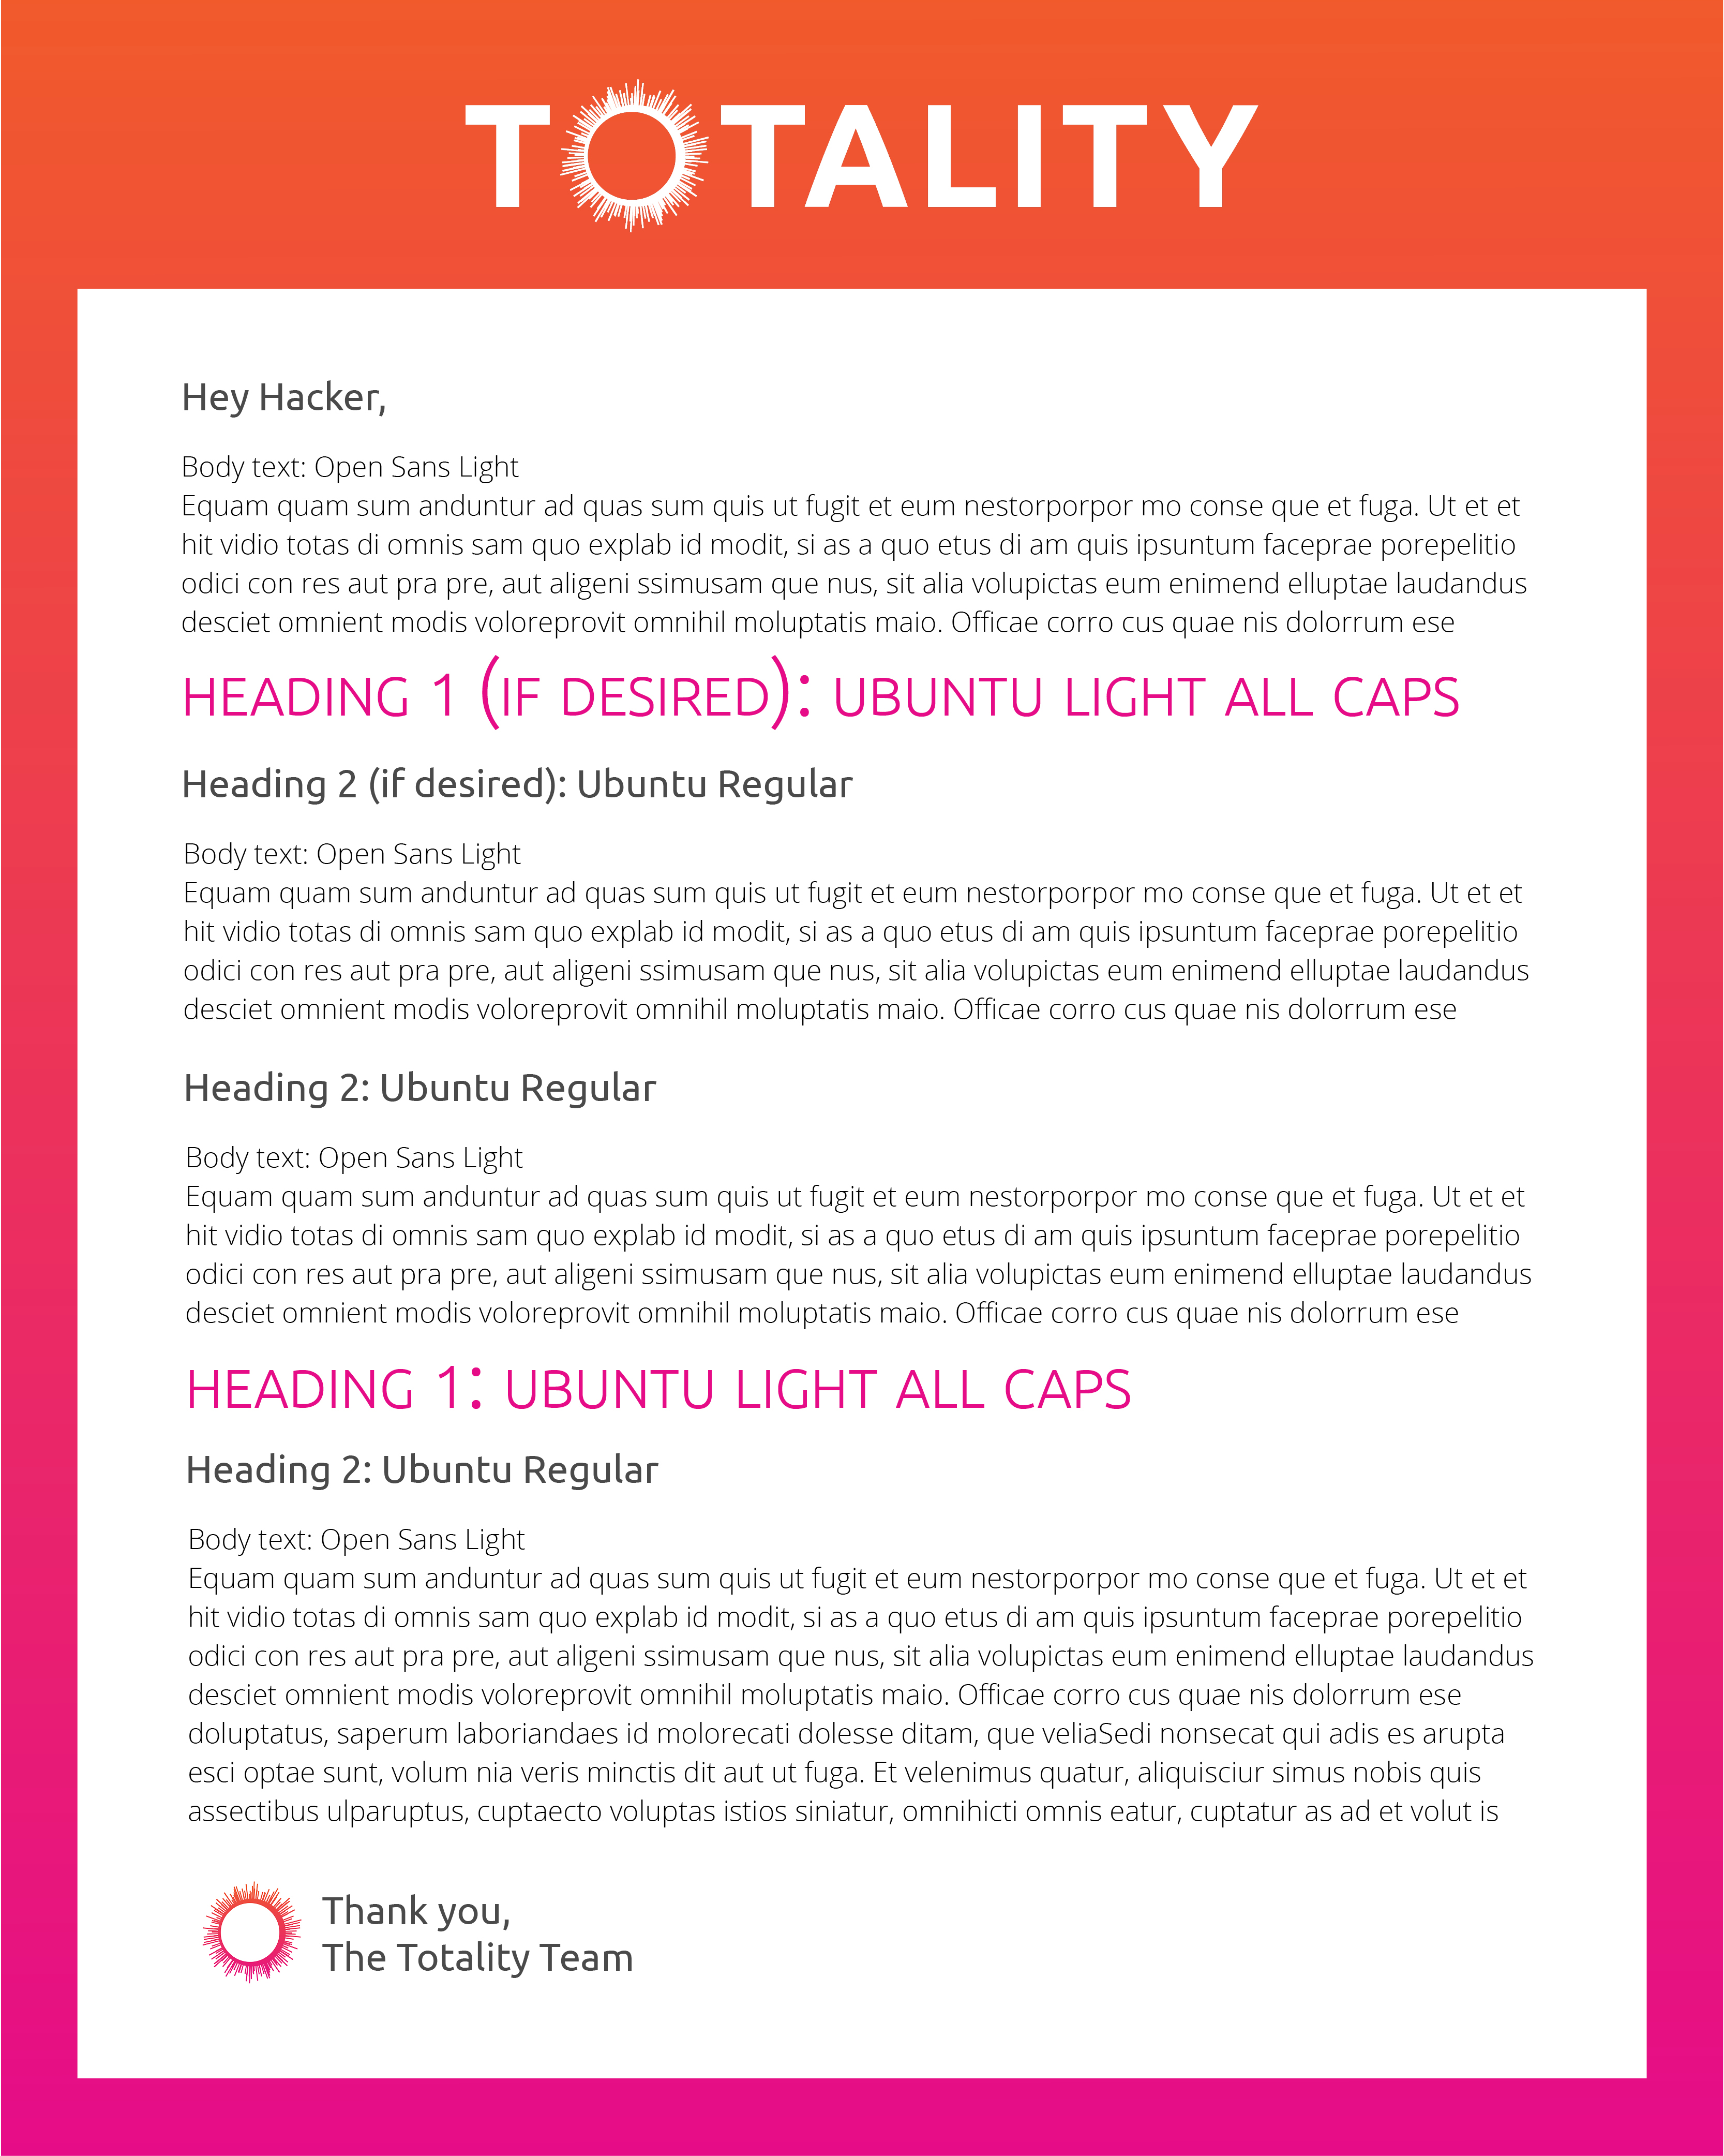 TOTALITY
Hey Hacker,
Body text: Open Sans Light
Equam quam sum anduntur ad quas sum quis ut fugit et eum nestorporpor mo conse que et fuga. Ut et et
hit vidio totas di omnis sam quo explab id modit, si as a quo etus di am quis ipsuntum faceprae porepelitio
odici con res aut pra pre, aut aligeni ssimusam que nus, sit alia volupictas eum enimend elluptae laudandus
desciet omnient modis voloreprovit omnihil moluptatis maio. Officae corro cus quae nis dolorrum ese
HEADING 1 (IF DESIRED): UBUNTU LIGHT ALL CAPS
Heading 2 (if desired): Ubuntu Regular
Body text: Open Sans Light
Equam quam sum anduntur ad quas sum quis ut fugit et eum nestorporpor mo conse que et fuga. Ut et et
hit vidio totas di omnis sam quo explab id modit, si as a quo etus di am quis ipsuntum faceprae porepelitio
odici con res aut pra pre, aut aligeni ssimusam que nus, sit alia volupictas eum enimend elluptae laudandus
desciet omnient modis voloreprovit omnihil moluptatis maio. Officae corro cus quae nis dolorrum ese
Heading 2: Ubuntu Regular
Body text: Open Sans Light
Equam quam sum anduntur ad quas sum quis ut fugit et eum nestorporpor mo conse que et fuga. Ut et et
hit vidio totas di omnis sam quo explab id modit, si as a quo etus di am quis ipsuntum faceprae porepelitio
odici con res aut pra pre, aut aligeni ssimusam que nus, sit alia volupictas eum enimend elluptae laudandus
desciet omnient modis voloreprovit omnihil moluptatis maio. Officae corro cus quae nis dolorrum ese
HEADING 1: UBUNTU LIGHT ALL CAPS
Heading 2: Ubuntu Regular
Body text: Open Sans Light
Equam quam sum anduntur ad quas sum quis ut fugit et eum nestorporpor mo conse que et fuga. Ut et et
hit vidio totas di omnis sam quo explab id modit, si as a quo etus di am quis ipsuntum faceprae porepelitio
odici con res aut pra pre, aut aligeni ssimusam que nus, sit alia volupictas eum enimend elluptae laudandus
desciet omnient modis voloreprovit omnihil moluptatis maio. Officae corro cus quae nis dolorrum ese
doluptatus, saperum laboriandaes id molorecati dolesse ditam, que veliaSedi nonsecat qui adis es arupta
esci optae sunt, volum nia veris minctis dit aut ut fuga. Et velenimus quatur, aliquisciur simus nobis quis
assectibus ulparuptus, cuptaecto voluptas istios siniatur, omnihicti omnis eatur, cuptatur as ad et volut is
Thank you,
The Totality Team